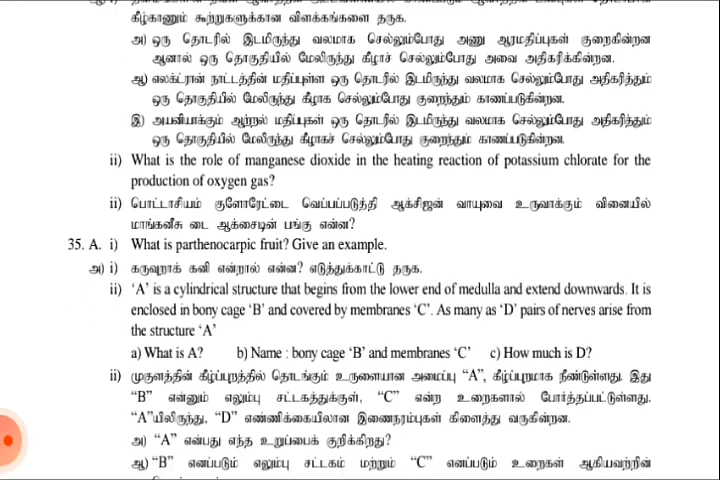 கீழ்காணும் கூற்றுகளுக்கான விளக்கங்களை தருக.
அ) ஒரு தொடரில் இடமிருந்து வலமாக செல்லும்போது அணு ஆரமதிப்புகள் குறைகின்றன
ஆனால் ஒரு தொகுதியில் மேலிருந்து கீழாச் செல்லும்போது அவை அதிகரிக்கின்றன.
ஆ) எலக்ட்ரான் நாட்டத்தின் மதிப்புள்ள ஒரு தொடரில் இடமிருந்து வலமாக செல்லும்போது அதிகரித்தும்
ஒரு தொகுதியில் மேலிருந்து கீழாக செல்லும்போது குறைந்தும் காணப்படுகின்றன.
இ) அயனியாக்கும் ஆற்றல் மதிப்புகள் ஒரு தொடரில் இடமிருந்து வலமாக செல்லும்போது அதிகரித்தும்
ஒரு தொகுதியில் மேலிருந்து கீழாகச் செல்லும்போது குறைந்தும் காணப்படுகின்றன.
ii) What is the role of manganese dioxide in the heating reaction of potassium chlorate for the
production of oxygen gas?
ii) பொட்டாசியம் குளோரேட்டை வெப்பப்படுத்தி ஆக்சிஜன் வாயுவை உருவாக்கும் வினையில்
மாங்கனீசு டை ஆக்சைடின் பங்கு என்ன?
35. A. i) What is parthenocarpic fruit? Give an example.
அ) i) கருவுறாக் கனி என்றால் என்ன? எடுத்துக்காட்டு தருக.
ii) ‘A’ is a cylindrical structure that begins from the lower end of medulla and extend downwards. It is
enclosed in bony cage ‘B’ and covered by membranes ‘C’. As many as ‘D’ pairs of nerves arise from
the structure ‘A’
a) What is A? b) Name : bony cage ‘B’ and membranes ‘C’ c) How much is D?
ii) முகுளத்தின் கீழ்ப்புறத்தில் தொடங்கும் உருளையான அமைப்பு “A”, கீழ்ப்புறமாக நீண்டுள்ளது. இது
“B” என்னும் எலும்பு சட்டகத்துக்குள், “C” என்ற உறைகளால் போர்த்தப்பட்டுள்ளது.
“A”யிலிருந்து, “D” எண்ணிக்கையிலான இணைநரம்புகள் கிளைத்து வருகின்றன.
அ) “A” என்பது எந்த உறுப்பைக் குறிக்கிறது?
ஆ) “B” எனப்படும் எலும்பு சட்டகம் மற்றும் “C” எனப்படும் உறைகள் ஆகியவற்றின்